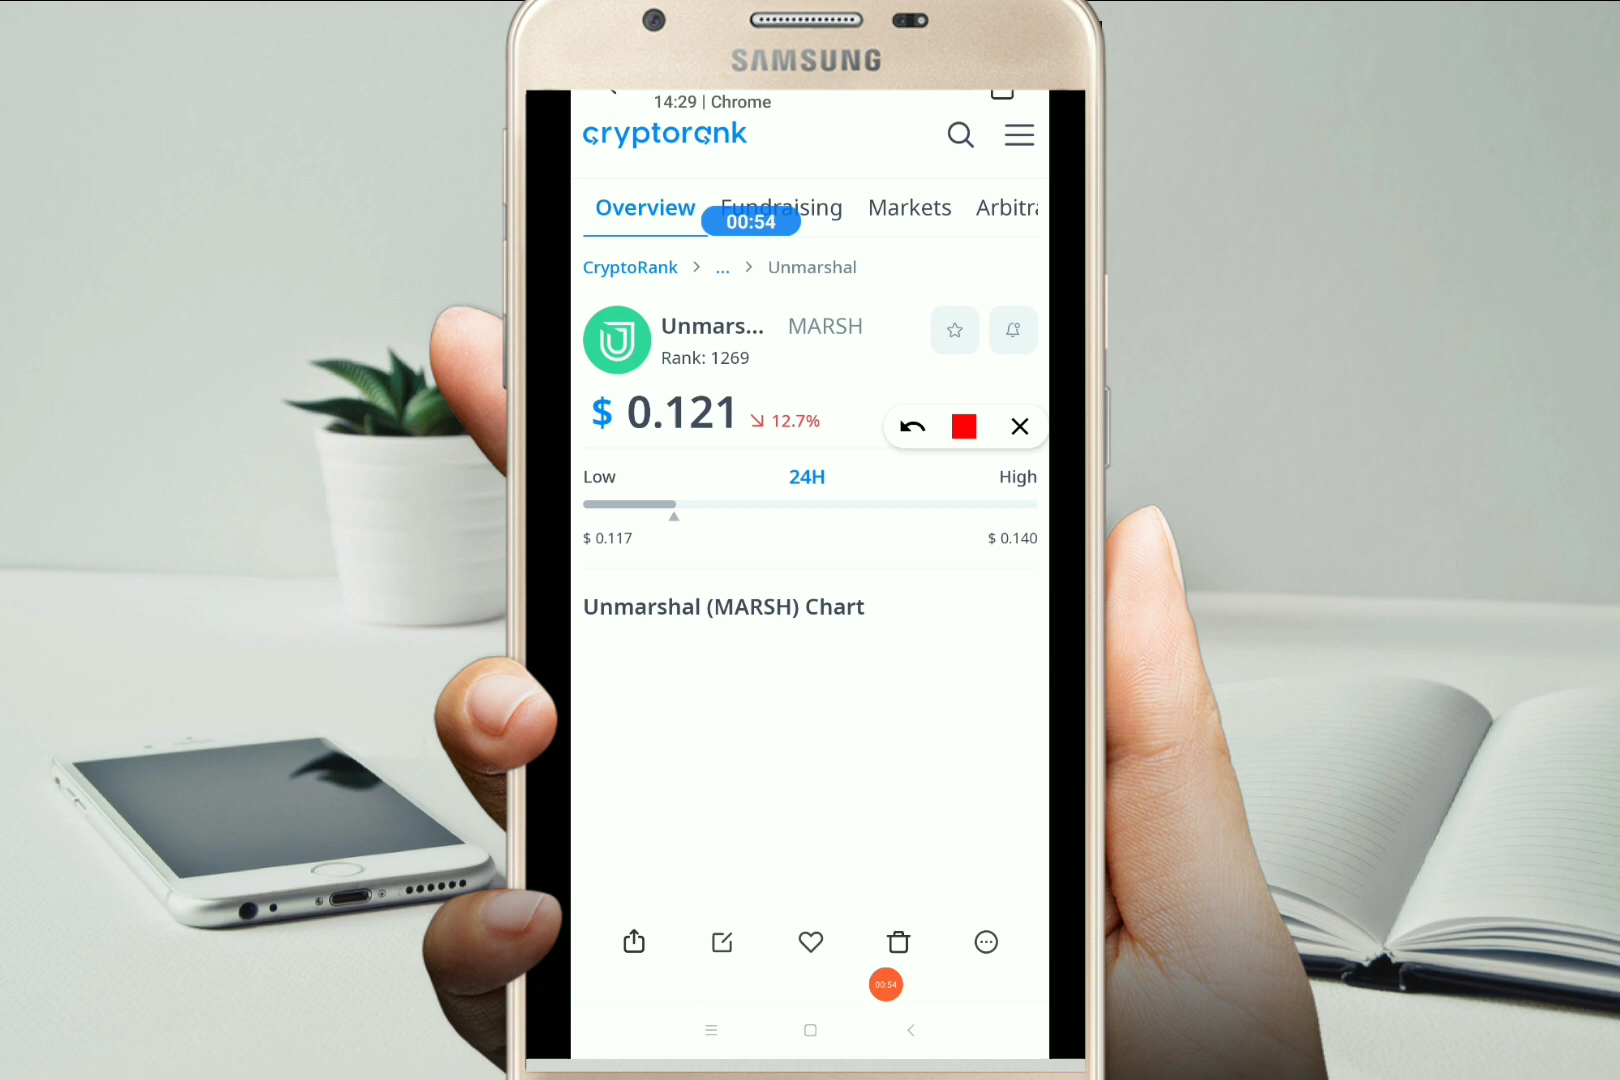 SAMSUNG
14:29 | Chrome
cryptorank
Overview Fundraising Markets Arbitra
00:54
CryptoRank > ... > Unmarshal
Unmars... MARSH
Rank: 1269
$ 0.121 12.7%
Low 24H High
$ 0.117 $ 0.140
Unmarshal (MARSH) Chart
00:54